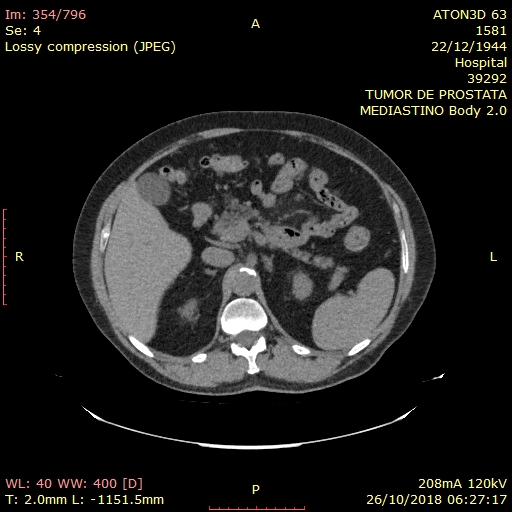 Im: 354/796
Se: 4
Lossy compression (JPEG)
A
ATON3D 63
1581
22/12/1944
Hospital
39292
TUMOR DE PROSTATA
MEDIASTINO Body 2.0
R
L
WL: 40 WW: 400 [D]
T: 2.0mm L: -1151.5mm
P
208mA 120kV
26/10/2018 06:27:17